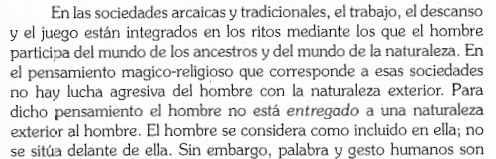 En las sociedades arcaicas y tradicionales, el trabajo, el descanso
y el juego están integrados en los ritos mediante los que el hombre
participa del mundo de los ancestros y del mundo de la naturaleza. En
el pensamiento magico-religioso que corresponde a esas sociedades
no hay lucha agresiva del hombre con la naturaleza exterior. Para
dicho pensamiento el hombre no está entregado a una naturaleza
exterior al hombre. El hombre se considera como incluido en ella; no
se sitúa delante de ella. Sin embargo, palabra y gesto humanos son